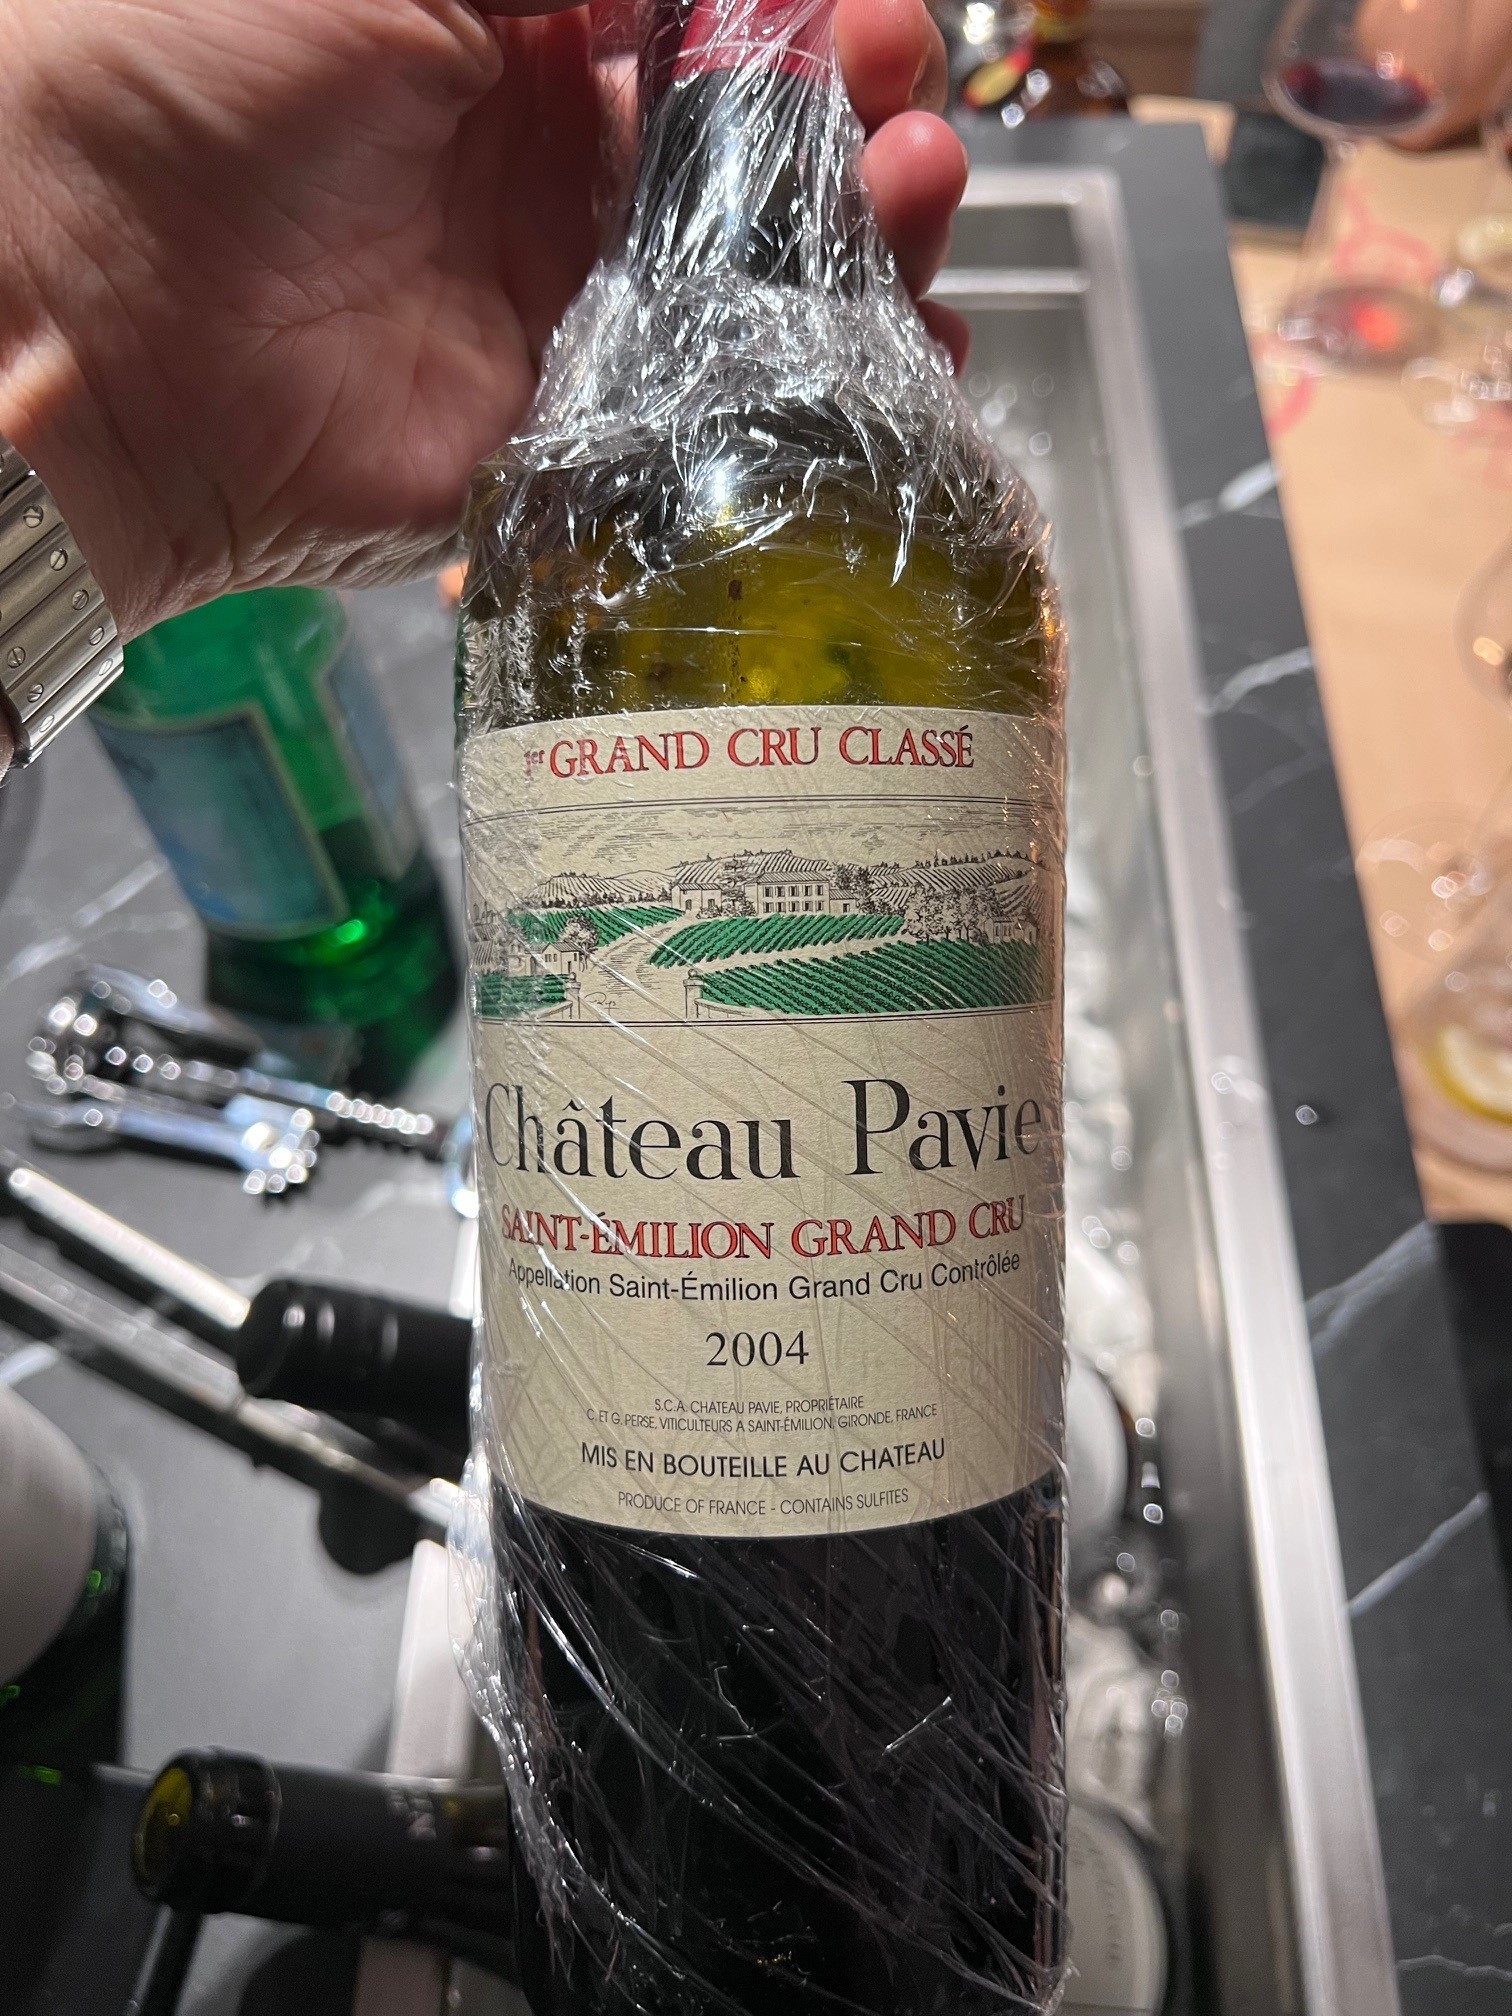 1er GRAND CRU CLASSÉ
Château Pavie
SAINT-ÉMILION GRAND CRU
Appellation Saint-Émilion Grand Cru Contrôlée
2004
S.C.A. CHATEAU PAVIE, PROPRIÉTAIRE
C. ET G. PERSE, VITICULTEURS A SAINT-ÉMILION, GIRONDE, FRANCE
MIS EN BOUTEILLE AU CHATEAU
PRODUCE OF FRANCE - CONTAINS SULFITES